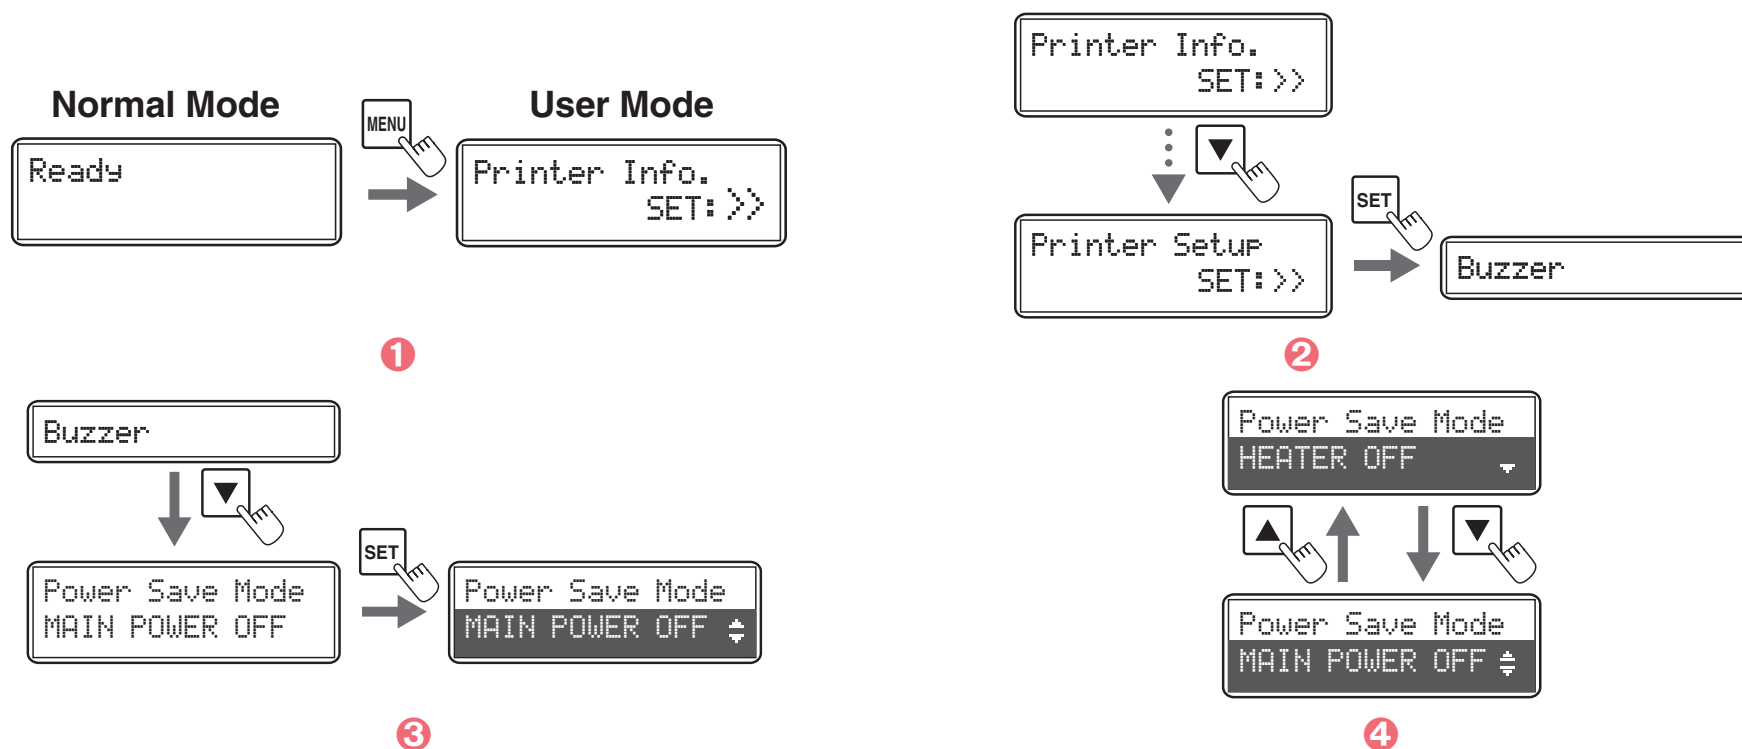 Normal Mode
Ready
MENU
User Mode
Printer Info.
SET:>>
1
Printer Info.
SET:>>
▼
Printer Setup
SET:>>
SET
Buzzer
2
Buzzer
▼
Power Save Mode
MAIN POWER OFF
SET
Power Save Mode
MAIN POWER OFF
3
Power Save Mode
HEATER OFF
▲
▼
Power Save Mode
MAIN POWER OFF
4